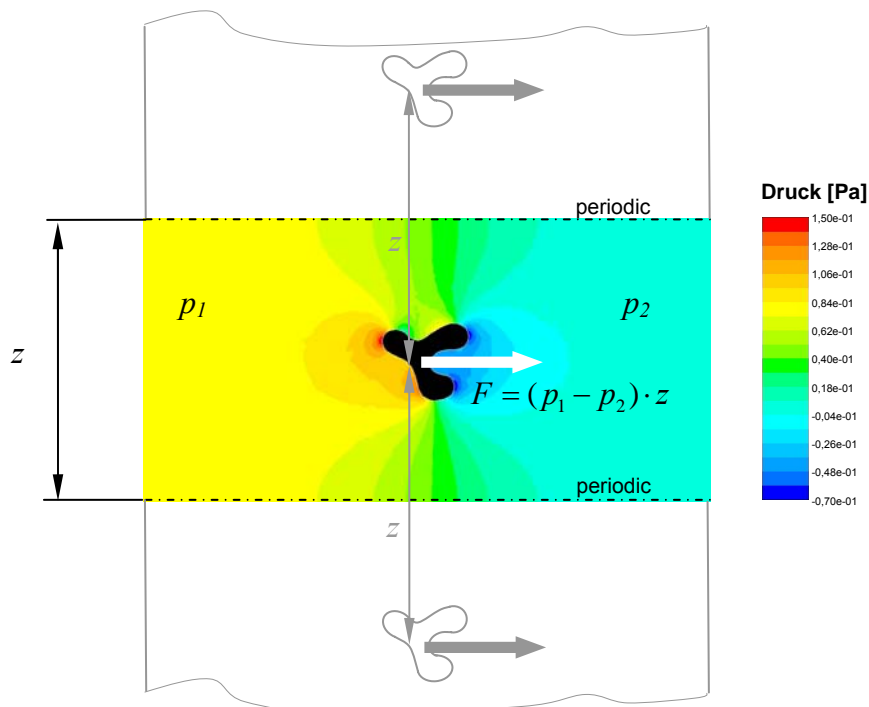 periodic
z
p₁
p₂
z
F = (p₁ − p₂) · z
periodic
z
Druck [Pa]
1,50e-01
1,28e-01
1,06e-01
0,84e-01
0,62e-01
0,40e-01
0,18e-01
-0,04e-01
-0,26e-01
-0,48e-01
-0,70e-01